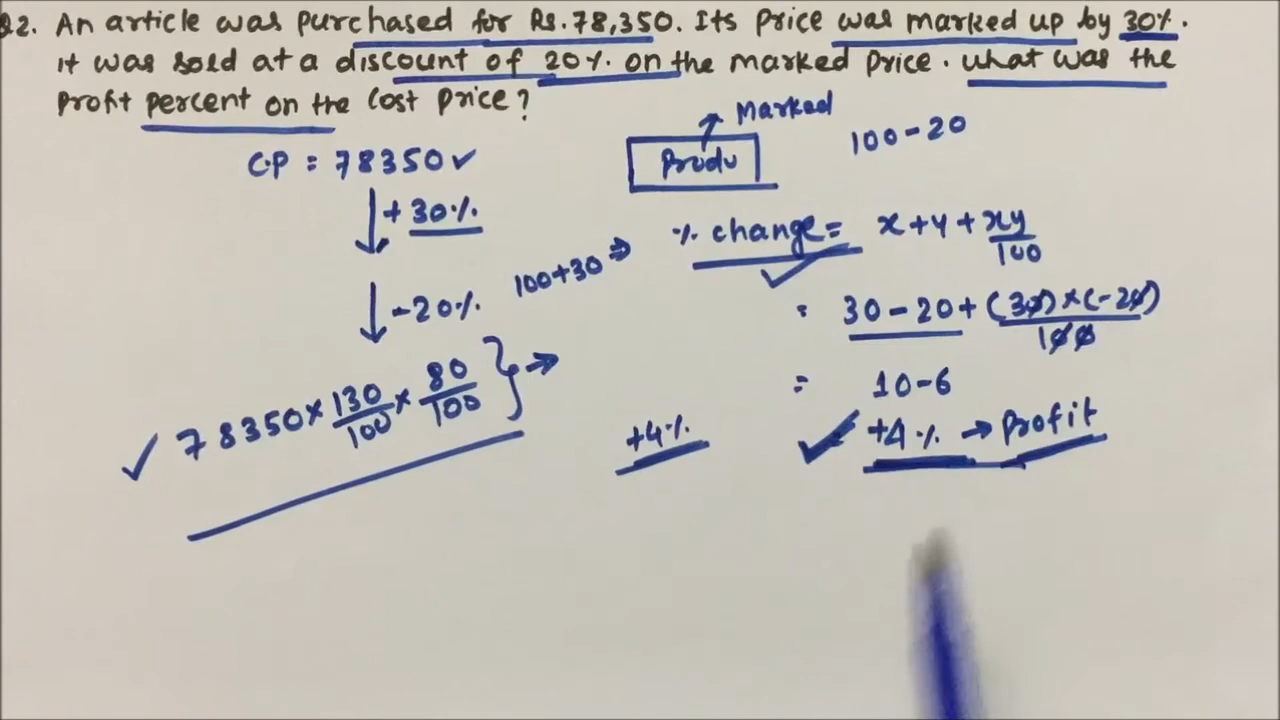 Q2. An article was purchased for Rs.78,350. Its price was marked up by 30%.
it was sold at a discount of 20% on the marked price. what was the
profit percent on the cost price?
C.P = 78350 ✓
Marked
Produ
100-20
+30%
% change = x+y+xy/100
100+30 ⇒
-20%
= 30-20+(30)×(-20)/100
78350×130/100×80/100
= 10-6
+4%
+4% → Profit